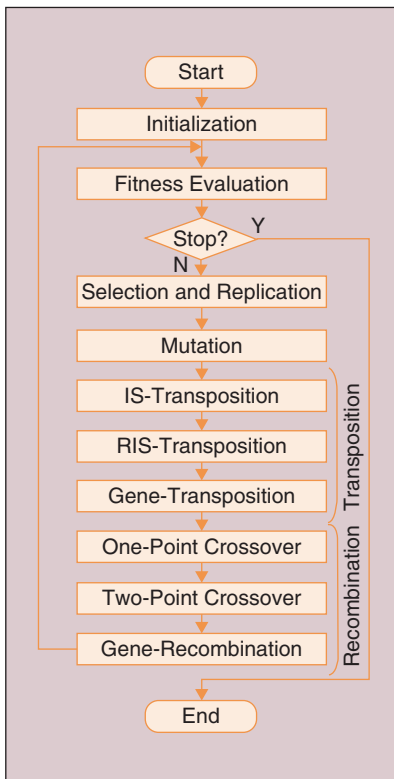 Start
Initialization
Fitness Evaluation
Stop?
Y
N
Selection and Replication
Mutation
IS-Transposition
RIS-Transposition
Gene-Transposition
Transposition
One-Point Crossover
Two-Point Crossover
Gene-Recombination
Recombination
End